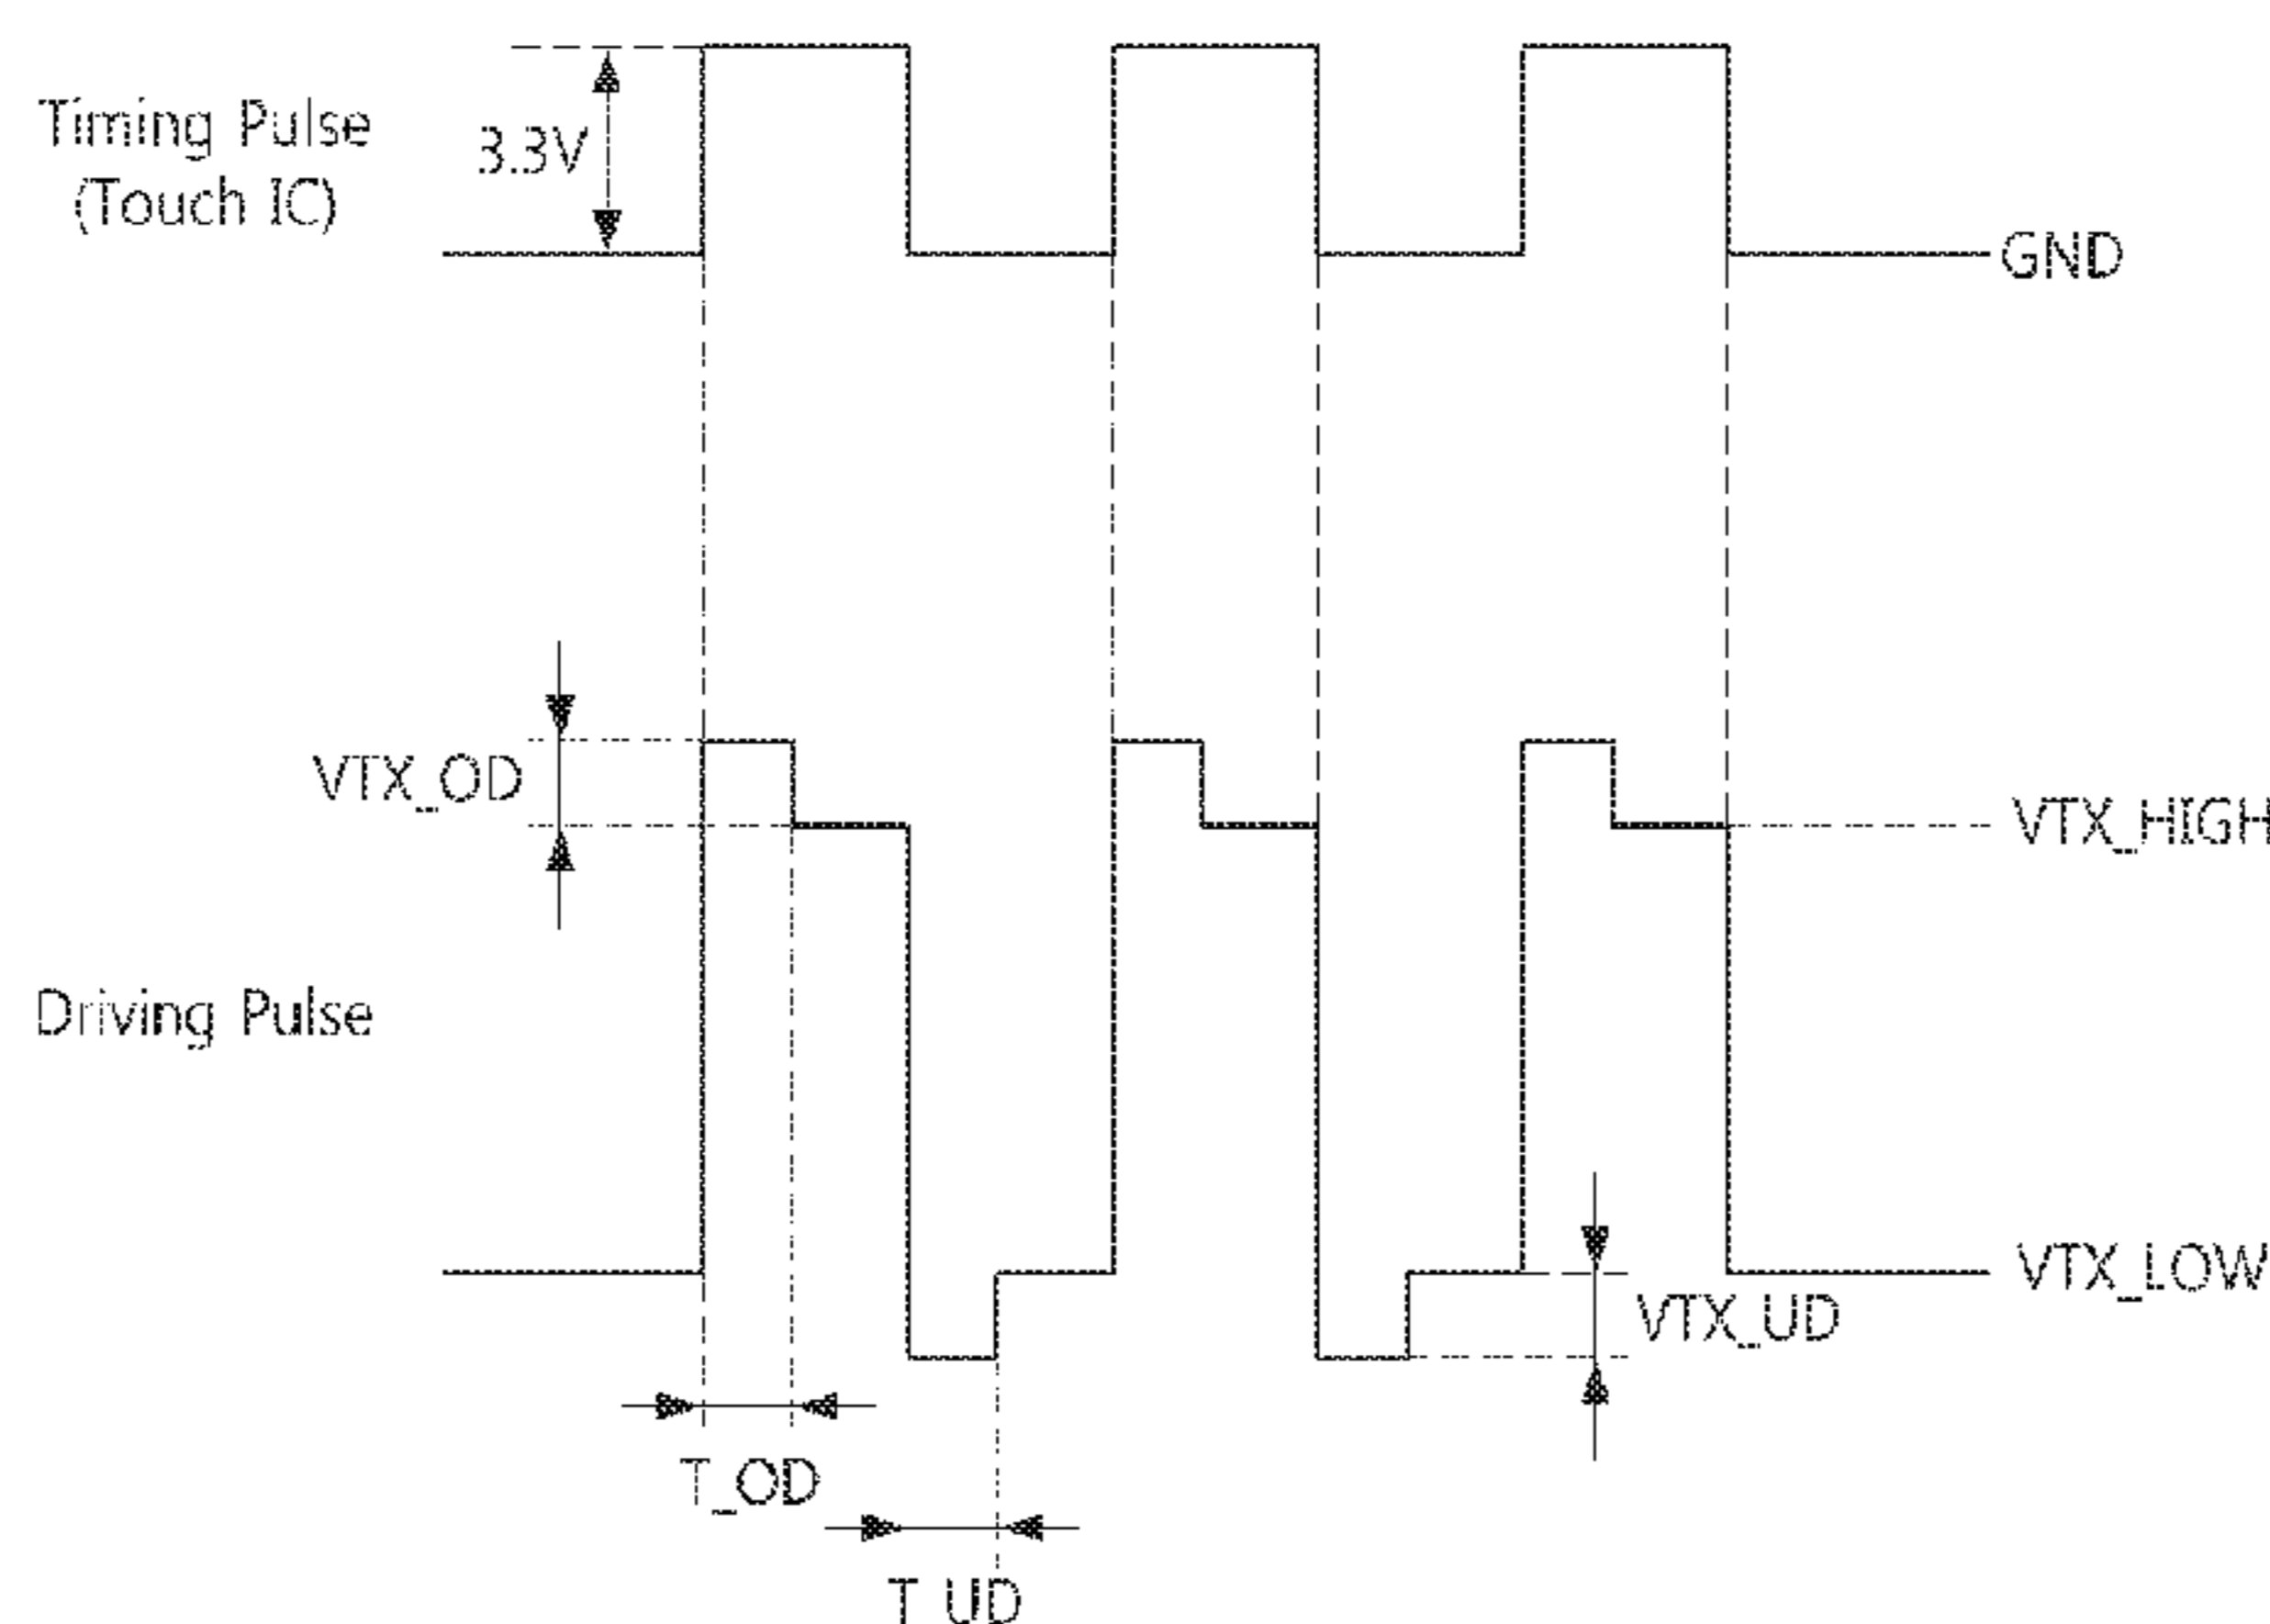 Timing Pulse
(Touch IC)
3.3V
GND
VTX_OD
VTX_HIGH
Driving Pulse
VTX_LOW
VTX_UD
T_OD
T_UD